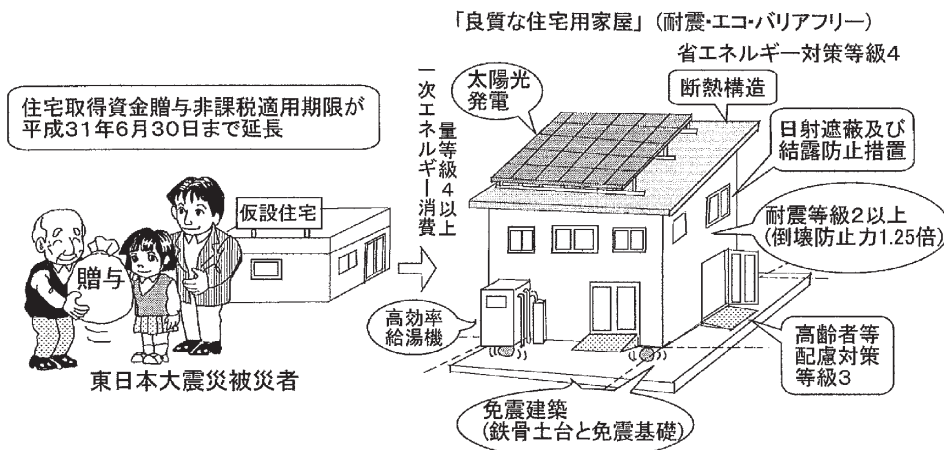 「良質な住宅用家屋」(耐震・エコ・バリアフリー)
省エネルギー対策等級4
住宅取得資金贈与非課税適用期限が
平成31年6月30日まで延長
仮設住宅
贈与
東日本大震災被災者
一次エネルギー消費
量等級4以上
太陽光
発電
断熱構造
日射遮蔽及び
結露防止措置
耐震等級2以上
(倒壊防止力1.25倍)
高効率
給湯機
高齢者等
配慮対策
等級3
免震建築
(鉄骨土台と免震基礎)